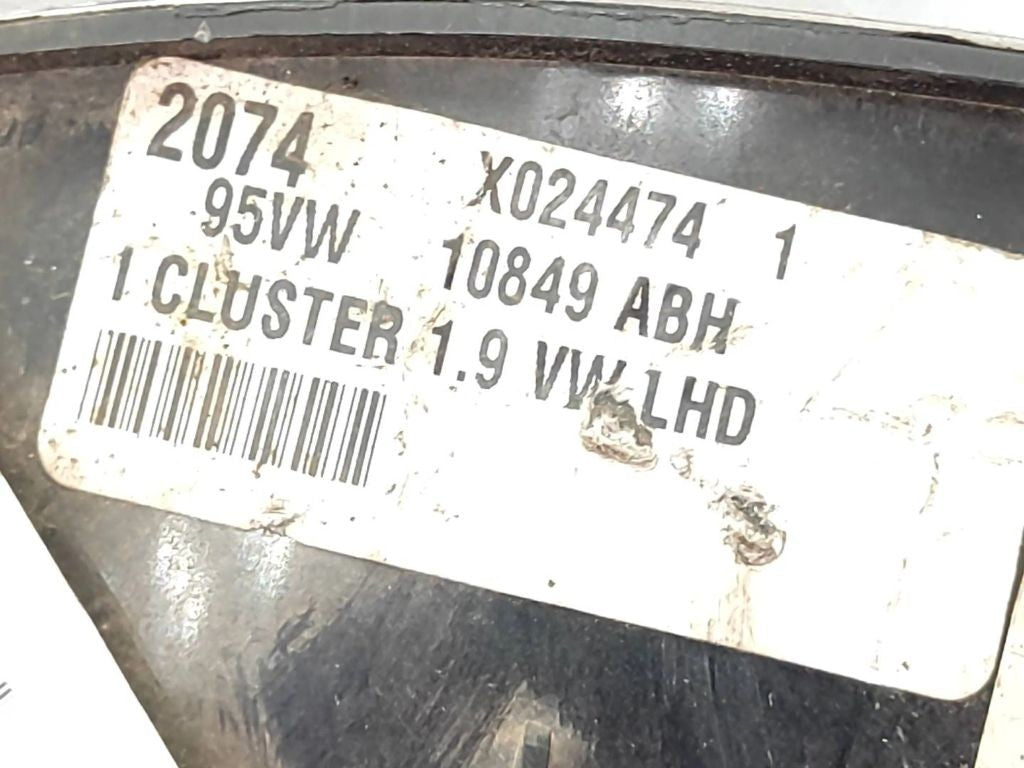 2074 X024474 1
95VW 10849 ABH
1 CLUSTER 1.9 VW LHD